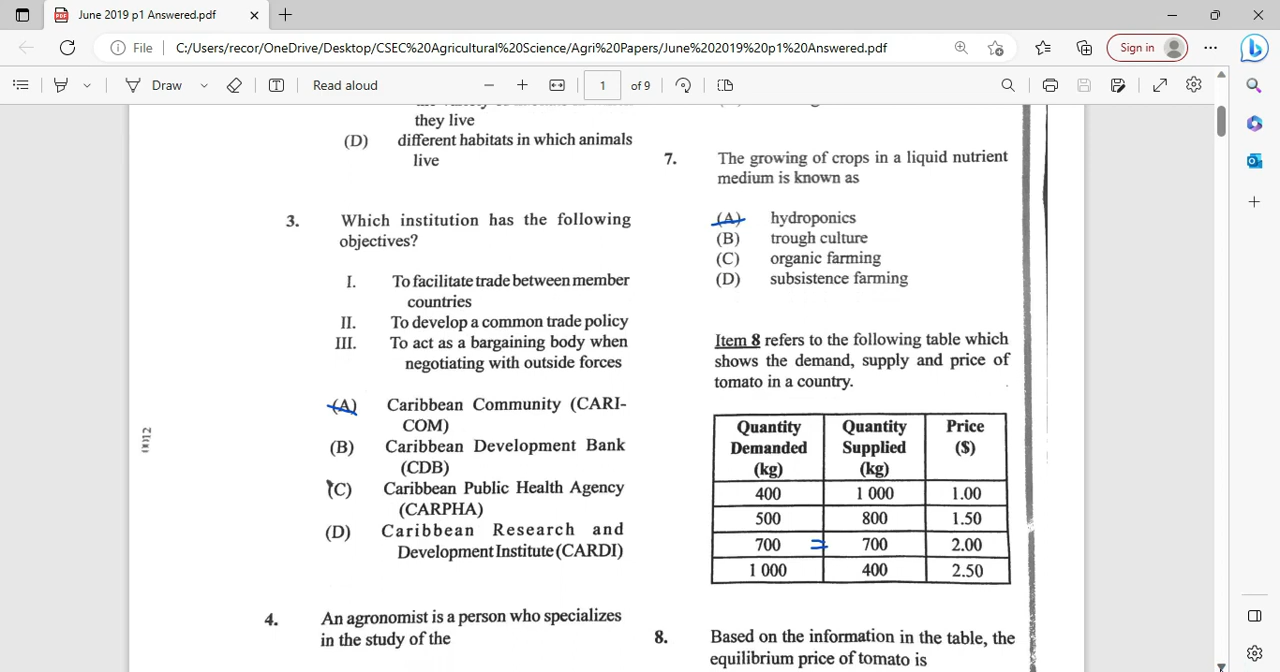 June 2019 p1 Answered.pdf
File
C:/Users/recor/OneDrive/Desktop/CSEC%20Agricultural%20Science/Agri%20Papers/June%202019%20p1%20Answered.pdf
Sign in
Draw
Read aloud
1
of 9
they live
(D) different habitats in which animals
live
3. Which institution has the following
objectives?
I. To facilitate trade between member
countries
II. To develop a common trade policy
III. To act as a bargaining body when
negotiating with outside forces
(A) Caribbean Community (CARI-
COM)
(B) Caribbean Development Bank
(CDB)
(C) Caribbean Public Health Agency
(CARPHA)
(D) Caribbean Research and
Development Institute (CARDI)
4. An agronomist is a person who specializes
in the study of the
7. The growing of crops in a liquid nutrient
medium is known as
(A) hydroponics
(B) trough culture
(C) organic farming
(D) subsistence farming
Item 8 refers to the following table which
shows the demand, supply and price of
tomato in a country.
Quantity Quantity Price
Demanded Supplied ($)
(kg) (kg)
400 1 000 1.00
500 800 1.50
700 = 700 2.00
1 000 400 2.50
8. Based on the information in the table, the
equilibrium price of tomato is